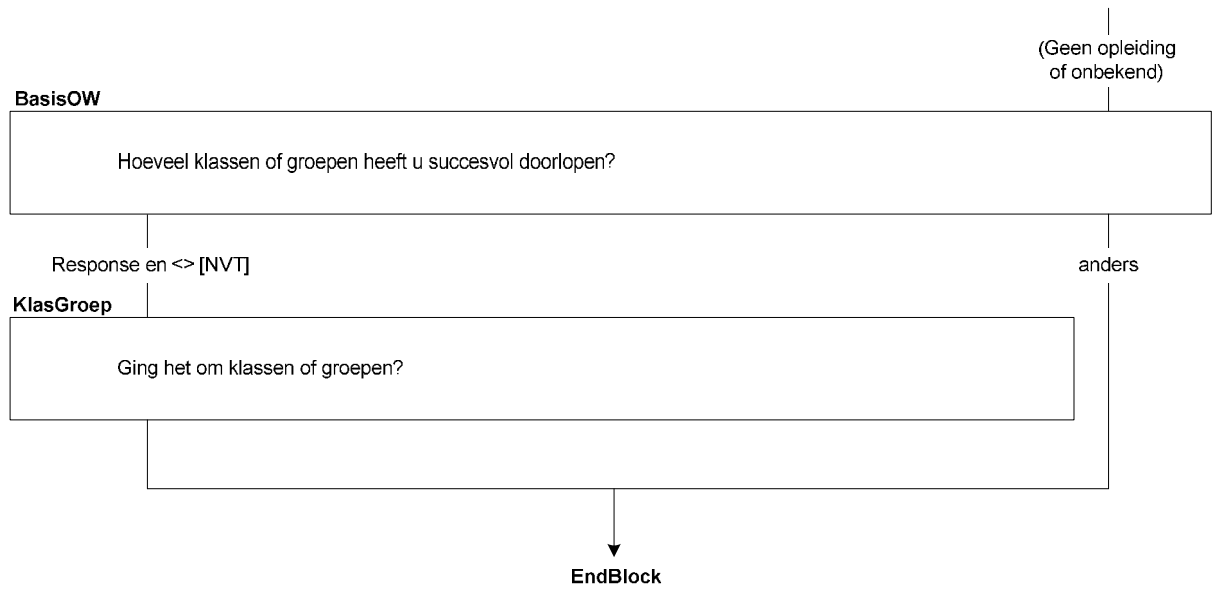 (Geen opleiding
of onbekend)
BasisOW
Hoeveel klassen of groepen heeft u succesvol doorlopen?
Response en <> [NVT]
anders
KlasGroep
Ging het om klassen of groepen?
EndBlock